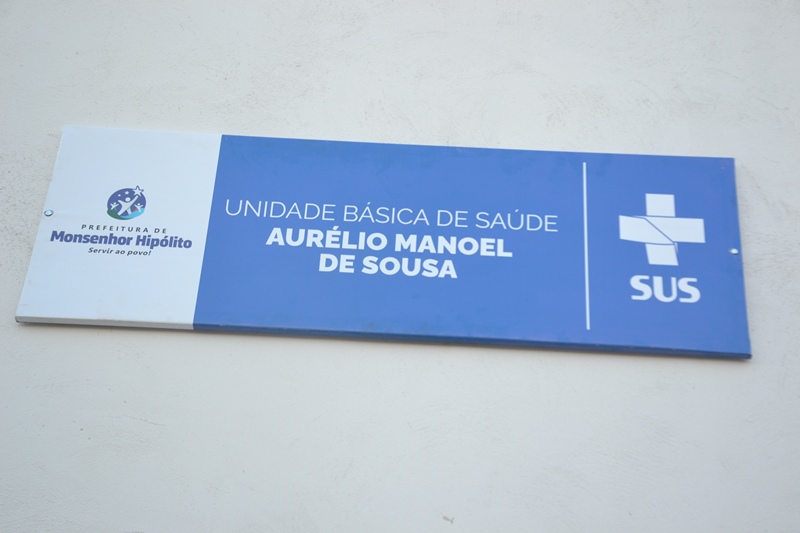 PREFEITURA DE
Monsenhor Hipólito
Servir ao povo!
UNIDADE BÁSICA DE SAÚDE
AURÉLIO MANOEL
DE SOUSA
SUS